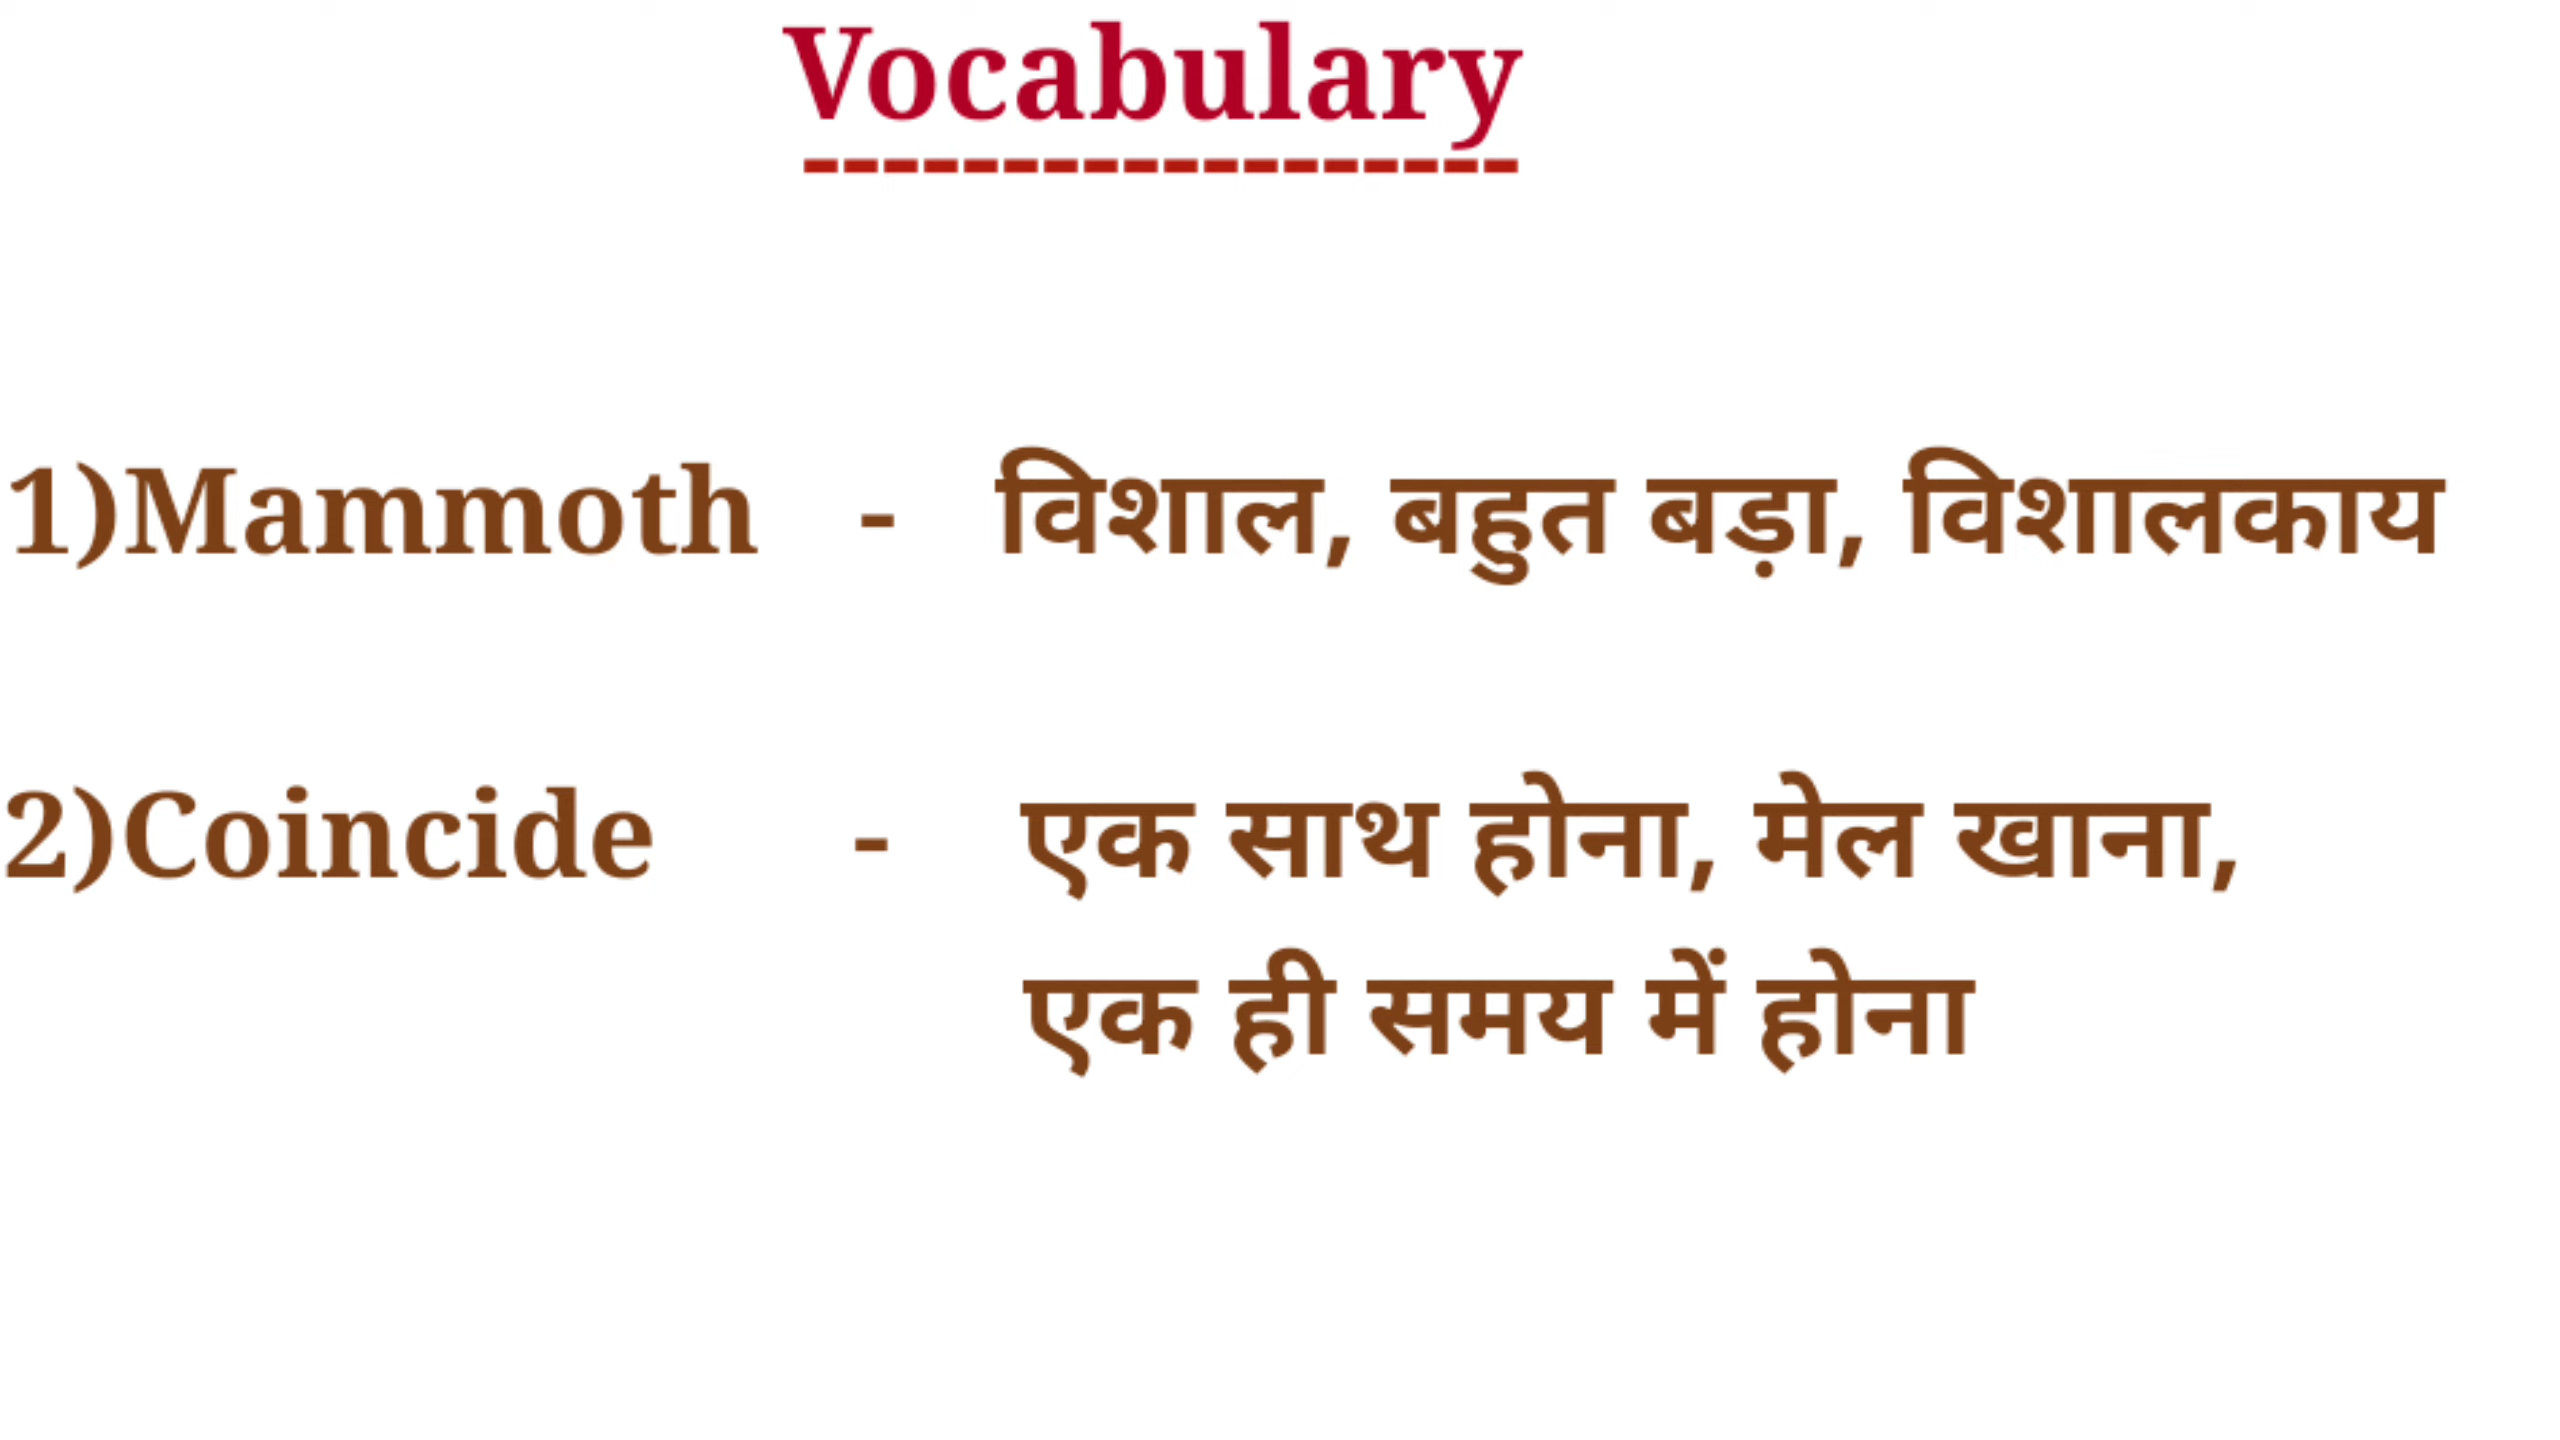 Vocabulary
------------------
1)Mammoth - विशाल, बहुत बड़ा, विशालकाय
2)Coincide - एक साथ होना, मेल खाना,
एक ही समय में होना